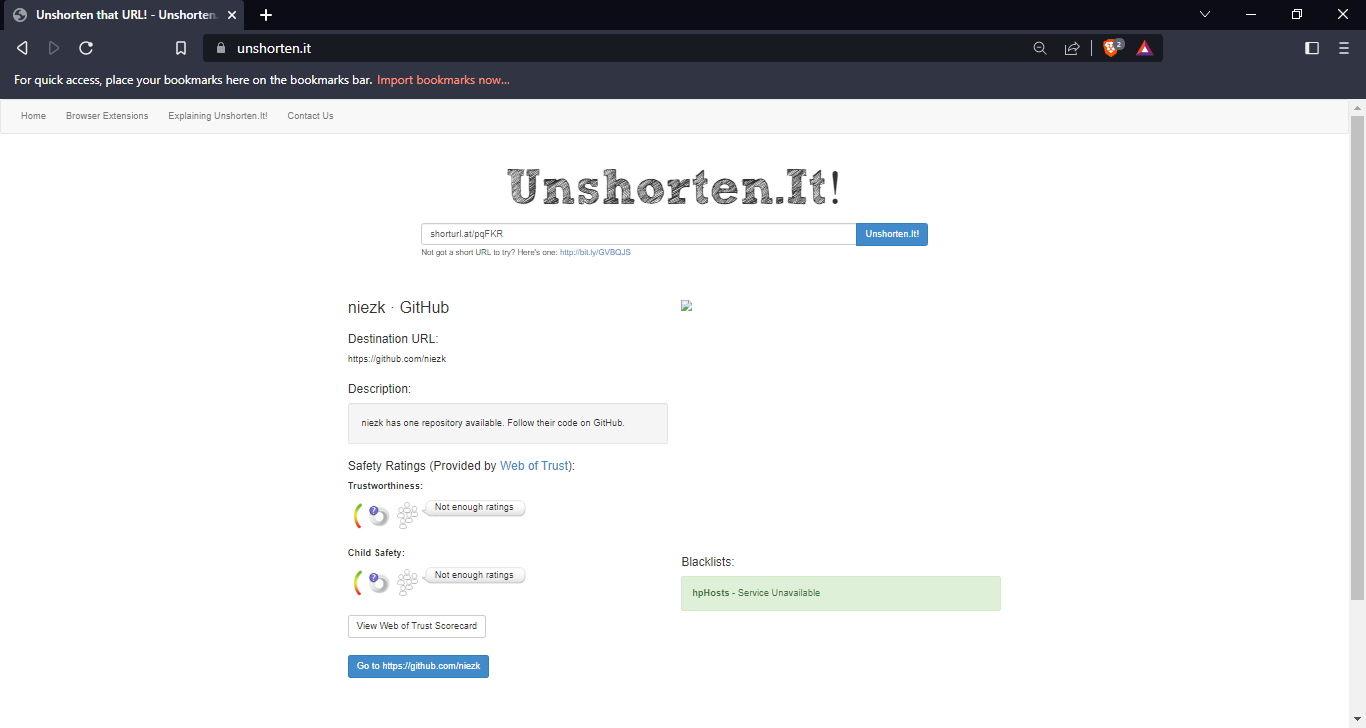 Unshorten that URL! - Unshorten.
unshorten.it
2
For quick access, place your bookmarks here on the bookmarks bar. Import bookmarks now...
Home Browser Extensions Explaining Unshorten.It! Contact Us
Unshorten.It!
shorturl.at/pqFKR Unshorten.It!
Not got a short URL to try? Here's one: http://bit.ly/GVBQJS
niezk · GitHub
Destination URL:
https://github.com/niezk
Description:
niezk has one repository available. Follow their code on GitHub.
Safety Ratings (Provided by Web of Trust):
Trustworthiness:
? Not enough ratings
Child Safety:
? Not enough ratings
View Web of Trust Scorecard
Go to https://github.com/niezk
Blacklists:
hpHosts - Service Unavailable